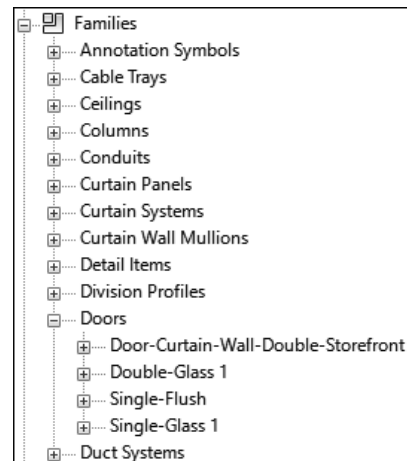 Families
Annotation Symbols
Cable Trays
Ceilings
Columns
Conduits
Curtain Panels
Curtain Systems
Curtain Wall Mullions
Detail Items
Division Profiles
Doors
Door-Curtain-Wall-Double-Storefront
Double-Glass 1
Single-Flush
Single-Glass 1
Duct Systems